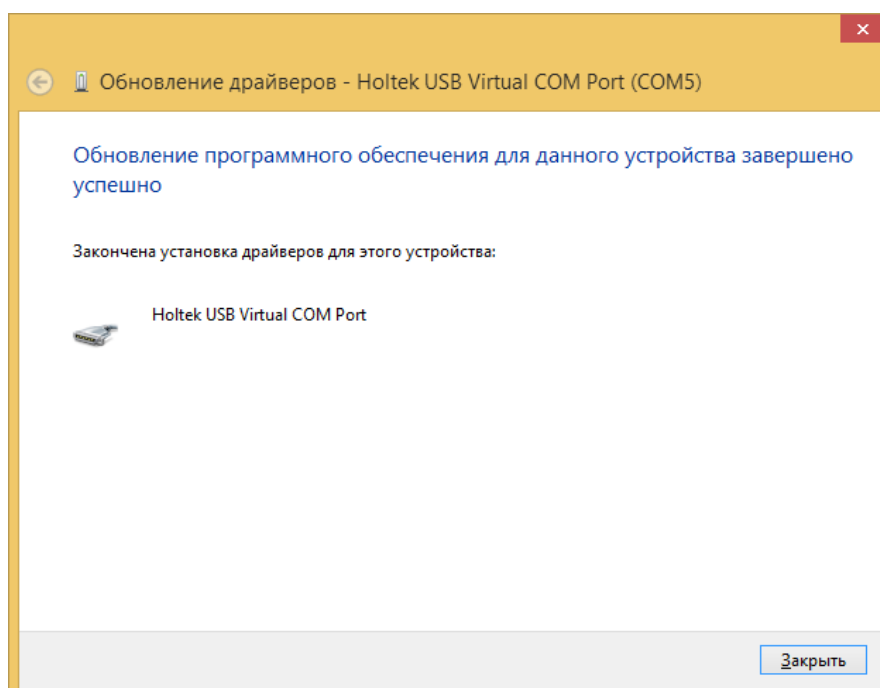 Обновление драйверов - Holtek USB Virtual COM Port (COM5)
Обновление программного обеспечения для данного устройства завершено
успешно
Закончена установка драйверов для этого устройства:
Holtek USB Virtual COM Port
Закрыть